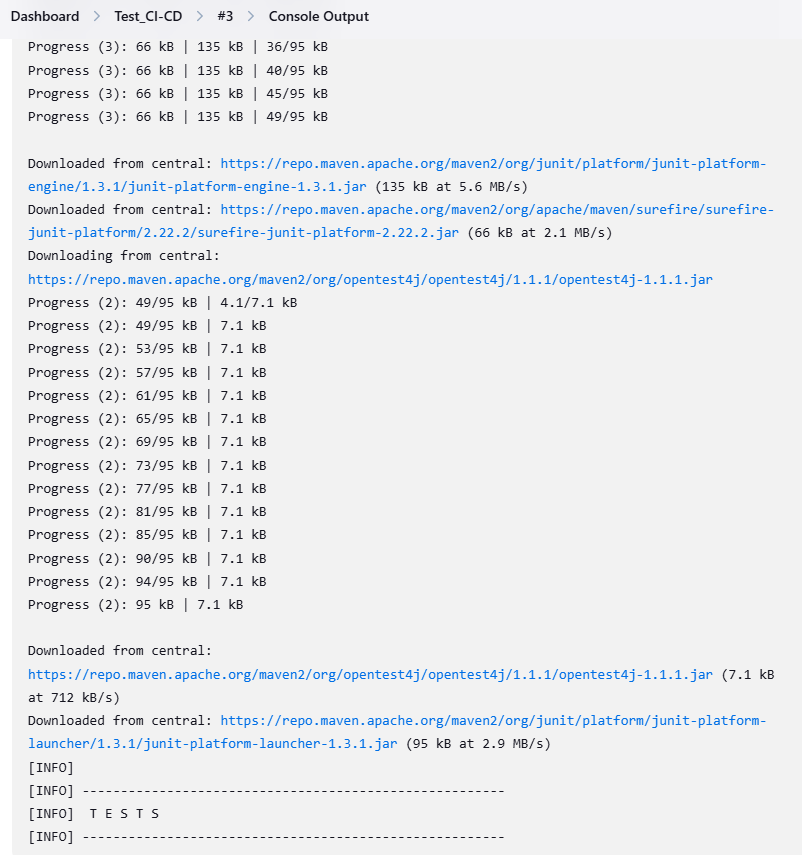 Dashboard > Test_CI-CD > #3 > Console Output
Progress (3): 66 kB | 135 kB | 36/95 kB
Progress (3): 66 kB | 135 kB | 40/95 kB
Progress (3): 66 kB | 135 kB | 45/95 kB
Progress (3): 66 kB | 135 kB | 49/95 kB
Downloaded from central: https://repo.maven.apache.org/maven2/org/junit/platform/junit-platform-
engine/1.3.1/junit-platform-engine-1.3.1.jar (135 kB at 5.6 MB/s)
Downloaded from central: https://repo.maven.apache.org/maven2/org/apache/maven/surefire/surefire-
junit-platform/2.22.2/surefire-junit-platform-2.22.2.jar (66 kB at 2.1 MB/s)
Downloading from central:
https://repo.maven.apache.org/maven2/org/opentest4j/opentest4j/1.1.1/opentest4j-1.1.1.jar
Progress (2): 49/95 kB | 4.1/7.1 kB
Progress (2): 49/95 kB | 7.1 kB
Progress (2): 53/95 kB | 7.1 kB
Progress (2): 57/95 kB | 7.1 kB
Progress (2): 61/95 kB | 7.1 kB
Progress (2): 65/95 kB | 7.1 kB
Progress (2): 69/95 kB | 7.1 kB
Progress (2): 73/95 kB | 7.1 kB
Progress (2): 77/95 kB | 7.1 kB
Progress (2): 81/95 kB | 7.1 kB
Progress (2): 85/95 kB | 7.1 kB
Progress (2): 90/95 kB | 7.1 kB
Progress (2): 94/95 kB | 7.1 kB
Progress (2): 95 kB | 7.1 kB
Downloaded from central:
https://repo.maven.apache.org/maven2/org/opentest4j/opentest4j/1.1.1/opentest4j-1.1.1.jar (7.1 kB
at 712 kB/s)
Downloaded from central: https://repo.maven.apache.org/maven2/org/junit/platform/junit-platform-
launcher/1.3.1/junit-platform-launcher-1.3.1.jar (95 kB at 2.9 MB/s)
[INFO]
[INFO] -------------------------------------------------------
[INFO]  T E S T S
[INFO] -------------------------------------------------------